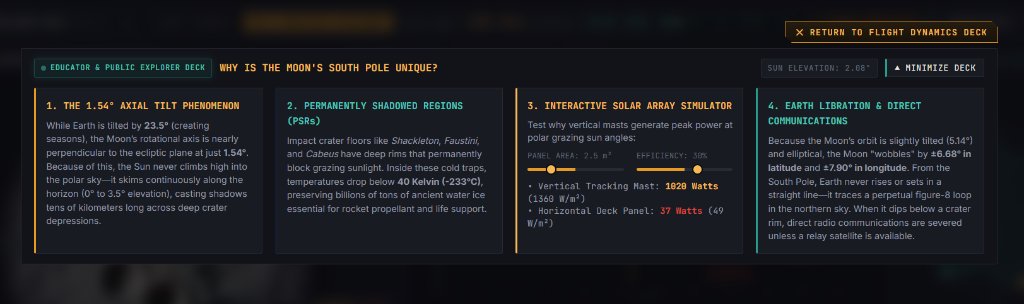 ✕ RETURN TO FLIGHT DYNAMICS DECK
EDUCATOR & PUBLIC EXPLORER DECK
WHY IS THE MOON'S SOUTH POLE UNIQUE?
SUN ELEVATION: 2.08°
▲ MINIMIZE DECK
1. THE 1.54° AXIAL TILT PHENOMENON
While Earth is tilted by 23.5° (creating
seasons), the Moon's rotational axis is nearly
perpendicular to the ecliptic plane at just 1.54°.
Because of this, the Sun never climbs high into
the polar sky—it skims continuously along the
horizon (0° to 3.5° elevation), casting shadows
tens of kilometers long across deep crater
depressions.
2. PERMANENTLY SHADOWED REGIONS
(PSRs)
Impact crater floors like Shackleton, Faustini,
and Cabeus have deep rims that permanently
block grazing sunlight. Inside these cold traps,
temperatures drop below 40 Kelvin (-233°C),
preserving billions of tons of ancient water ice
essential for rocket propellant and life support.
3. INTERACTIVE SOLAR ARRAY SIMULATOR
Test why vertical masts generate peak power at
polar grazing sun angles:
PANEL AREA: 2.5 m²
EFFICIENCY: 30%
• Vertical Tracking Mast: 1020 Watts
(1360 W/m²)
• Horizontal Deck Panel: 37 Watts (49
W/m²)
4. EARTH LIBRATION & DIRECT
COMMUNICATIONS
Because the Moon's orbit is slightly tilted (5.14°)
and elliptical, the Moon "wobbles" by ±6.68° in
latitude and ±7.90° in longitude. From the
South Pole, Earth never rises or sets in a
straight line—it traces a perpetual figure-8 loop
in the northern sky. When it dips below a crater
rim, direct radio communications are severed
unless a relay satellite is available.